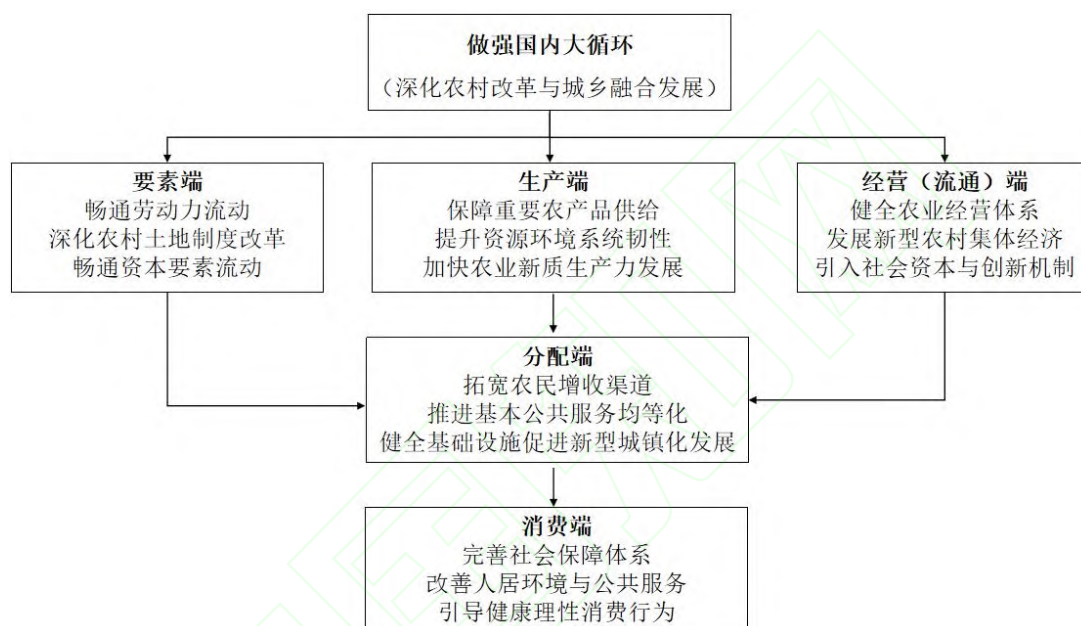 做强国内大循环
（深化农村改革与城乡融合发展）
要素端
畅通劳动力流动
深化农村土地制度改革
畅通资本要素流动
生产端
保障重要农产品供给
提升资源环境系统韧性
加快农业新质生产力发展
经营（流通）端
健全农业经营体系
发展新型农村集体经济
引入社会资本与创新机制
分配端
拓宽农民增收渠道
推进基本公共服务均等化
健全基础设施促进新型城镇化发展
消费端
完善社会保障体系
改善人居环境与公共服务
引导健康理性消费行为